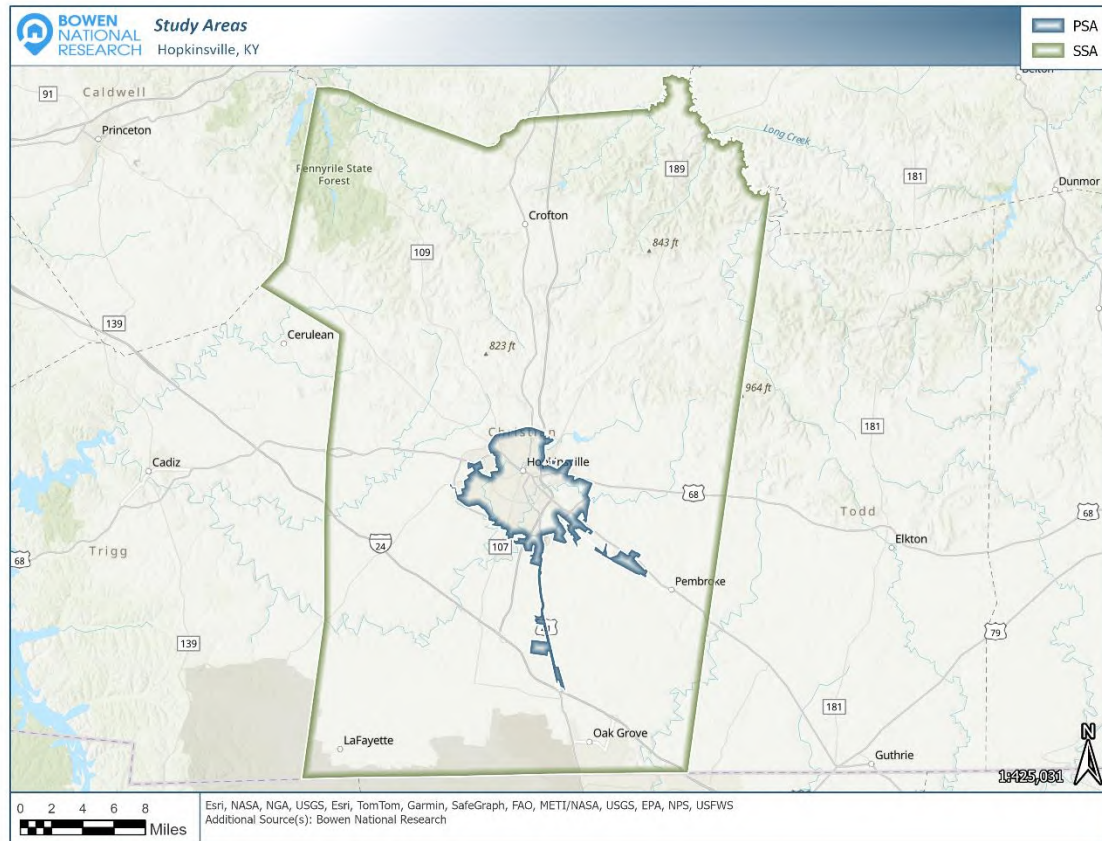 BOWEN
NATIONAL
RESEARCH
Study Areas
Hopkinsville, KY
PSA
SSA
91
Caldwell
Princeton
Long Creek
Pennyrile State
Forest
189
181
Dunmor
Crofton
109
843 ft
139
Cerulean
823 ft
964 ft
181
Christian
Cadiz
Hopkinsville
68
Todd
68
Trigg
68
24
107
Elkton
Pembroke
41
79
139
181
LaFayette
Oak Grove
Guthrie
N
1:425,031
0 2 4 6 8
Miles
Esri, NASA, NGA, USGS, Esri, TomTom, Garmin, SafeGraph, FAO, METI/NASA, USGS, EPA, NPS, USFWS
Additional Source(s): Bowen National Research